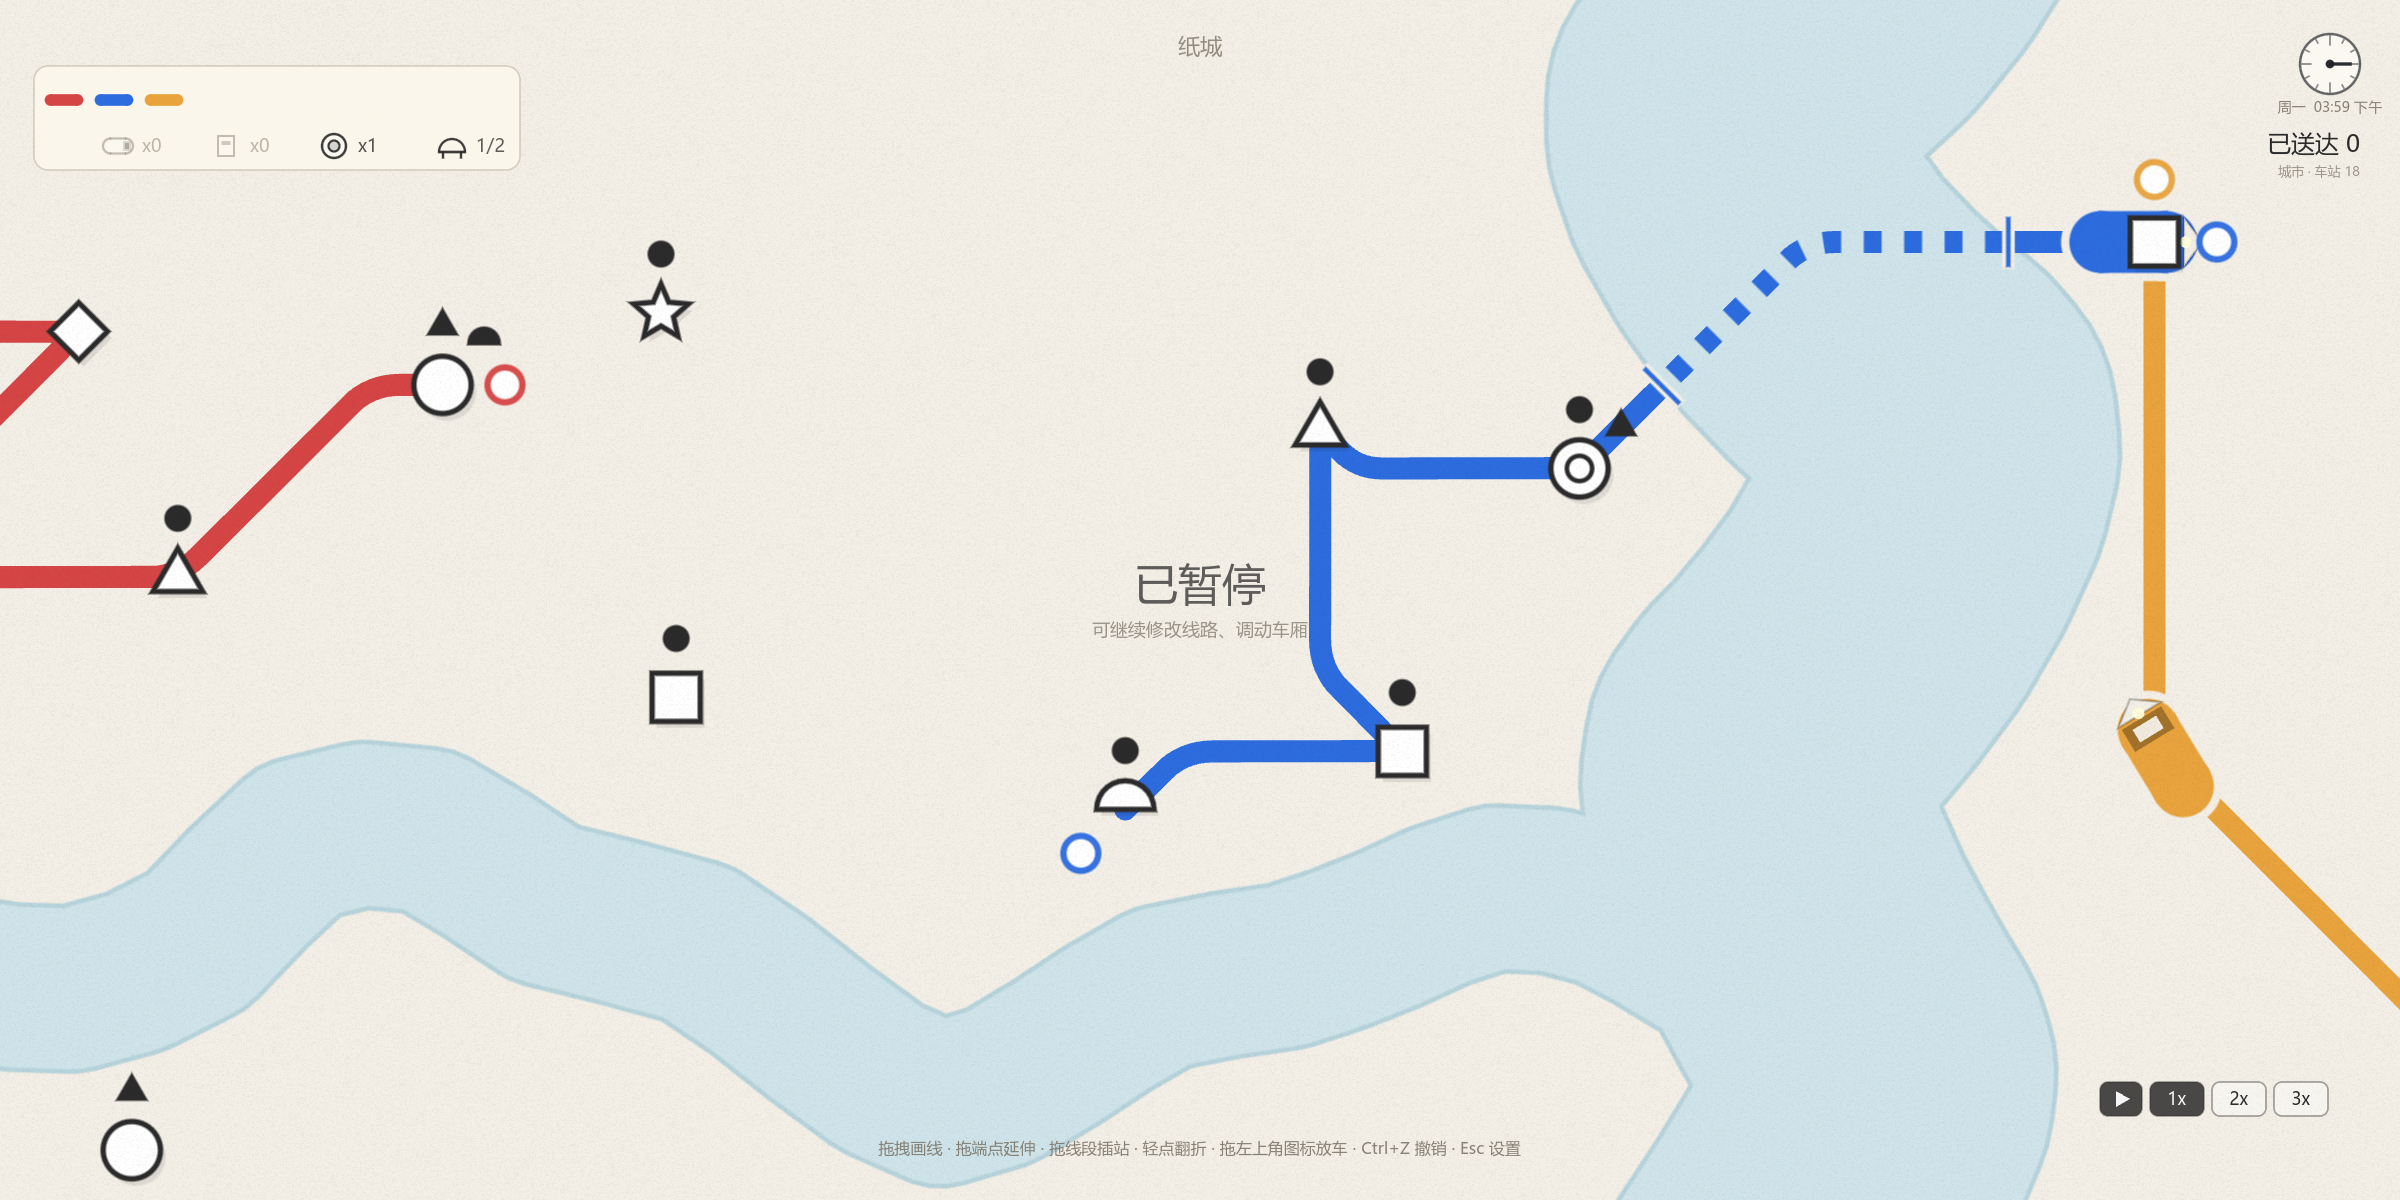 纸城
x0
x0
x1
1/2
周一 03:59 下午
已送达 0
城市 · 车站 18
已暂停
可继续修改线路、调动车厢
1x
2x
3x
拖拽画线 · 拖端点延伸 · 拖线段插站 · 轻点翻折 · 拖左上角图标放车 · Ctrl+Z 撤销 · Esc 设置